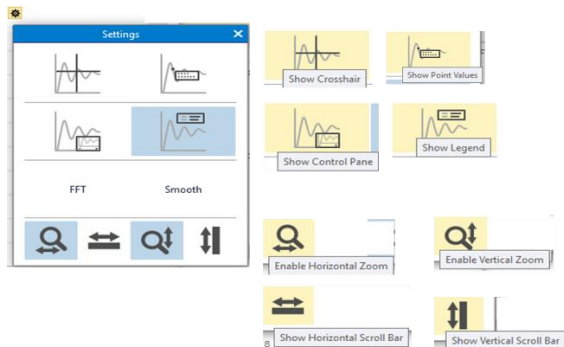 Settings
FFT
Smooth
Show Crosshair
Show Point Values
Show Control Pane
Show Legend
Enable Horizontal Zoom
Enable Vertical Zoom
8
Show Horizontal Scroll Bar
Show Vertical Scroll Bar